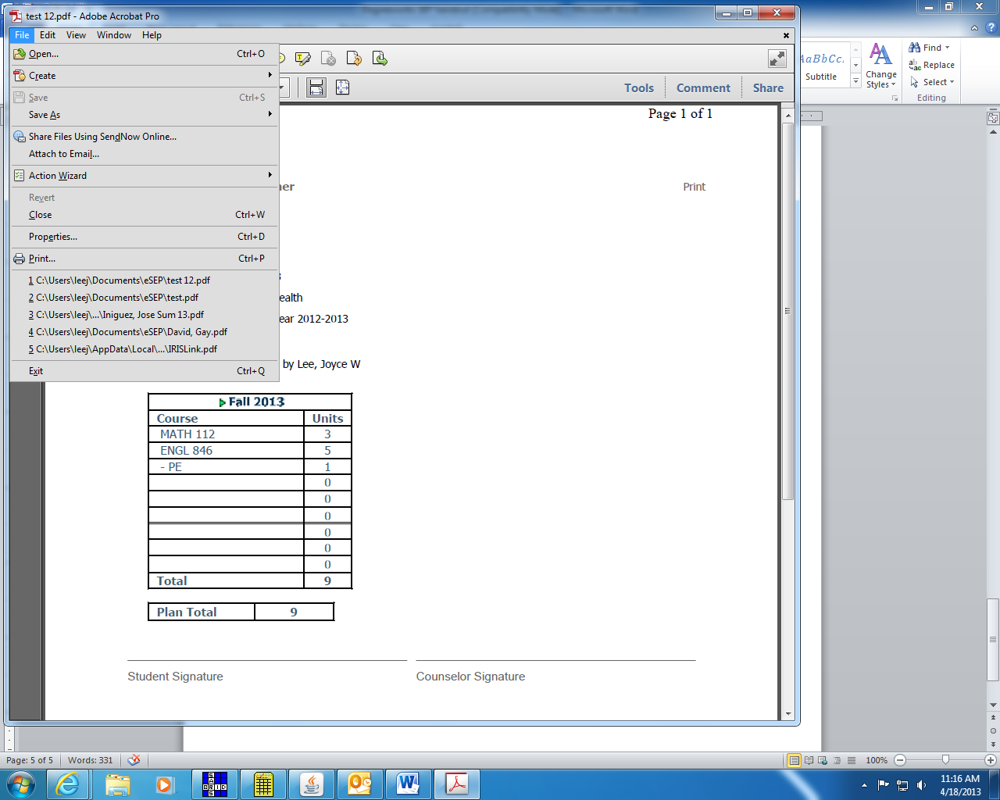 test 12.pdf - Adobe Acrobat Pro
File Edit View Window Help
Open... Ctrl+O
Create
Save Ctrl+S
Save As
Share Files Using SendNow Online...
Attach to Email...
Action Wizard
Revert
Close Ctrl+W
Properties... Ctrl+D
Print... Ctrl+P
1 C:\Users\leej\Documents\eSEP\test 12.pdf
2 C:\Users\leej\Documents\eSEP\test.pdf
3 C:\Users\leej\...\Iniguez, Jose Sum 13.pdf
4 C:\Users\leej\Documents\eSEP\David, Gay.pdf
5 C:\Users\leej\AppData\Local\...\IRISLink.pdf
Exit Ctrl+Q
Tools Comment Share
Page 1 of 1
ner Print
ealth
ear 2012-2013
by Lee, Joyce W
Fall 2013
Course Units
MATH 112 3
ENGL 846 5
- PE 1
0
0
0
0
0
0
Total 9
Plan Total 9
Student Signature Counselor Signature
AaBbCc
Subtitle
Change Styles
Find
Replace
Select
Editing
Page: 5 of 5 Words: 331 100%
11:16 AM
4/18/2013